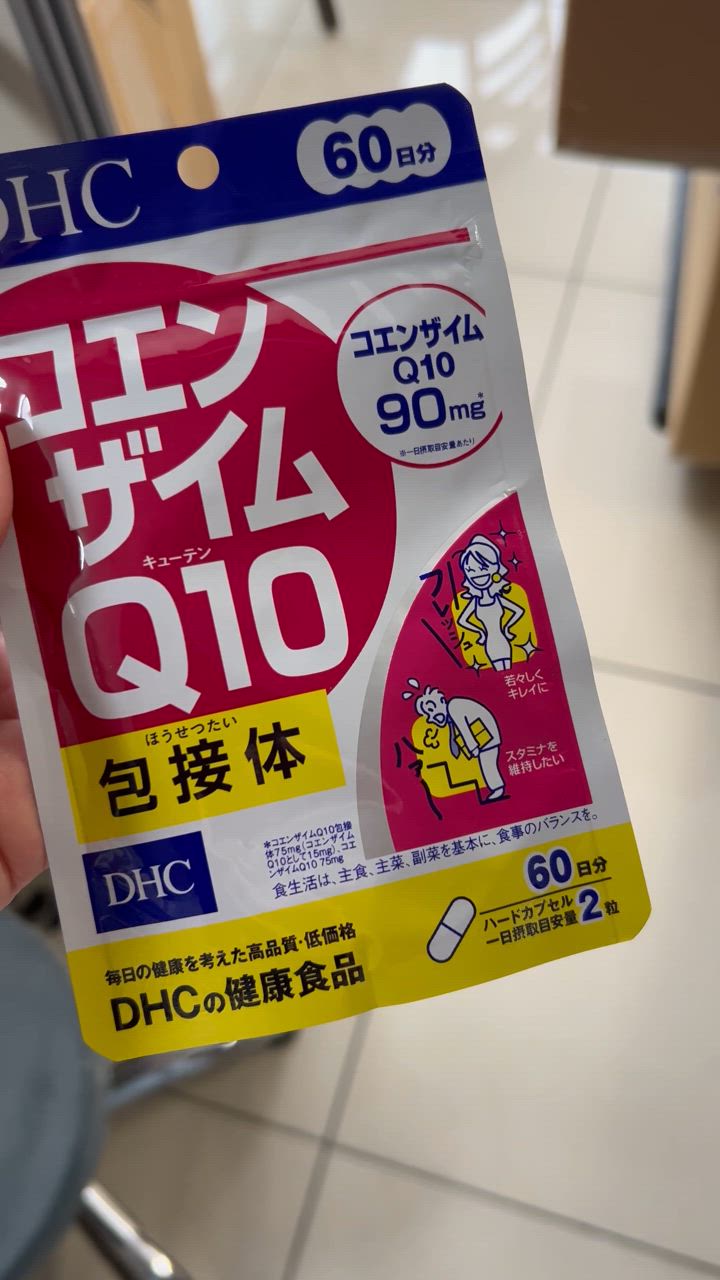 DHC
60日分
コエンザイム
Q10
90mg*
※一日摂取目安量あたり
コエン
ザイム
キューテン
Q10
ほうせつたい
包接体
フレッシュ
若々しく
キレイに
ハァー
スタミナを
維持したい
DHC
*コエンザイムQ10包接
体75mg(コエンザイム
Q10として15mg)、コエ
ンザイムQ10 75mg
食生活は、主食、主菜、副菜を基本に、食事のバランスを。
毎日の健康を考えた高品質・低価格
DHCの健康食品
60日分
ハードカプセル
一日摂取目安量2粒